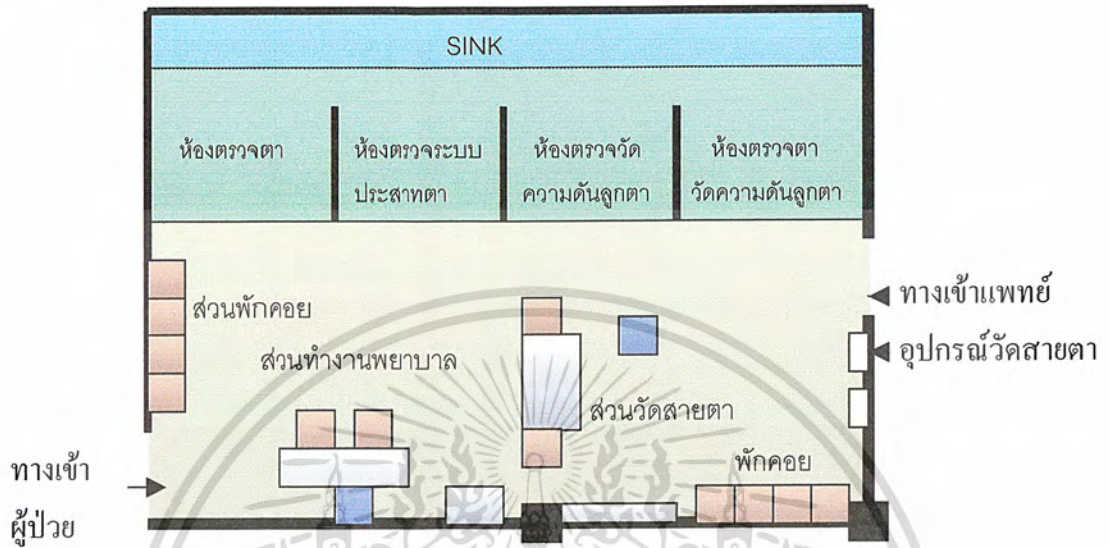 SINK
ห้องตรวจตา
ห้องตรวจระบบ
ประสาทตา
ห้องตรวจวัด
ความดันลูกตา
ห้องตรวจตา
วัดความดันลูกตา
ส่วนพักคอย
ส่วนทำงานพยาบาล
ทางเข้าแพทย์
อุปกรณ์วัดสายตา
ส่วนวัดสายตา
พักคอย
ทางเข้า
ผู้ป่วย